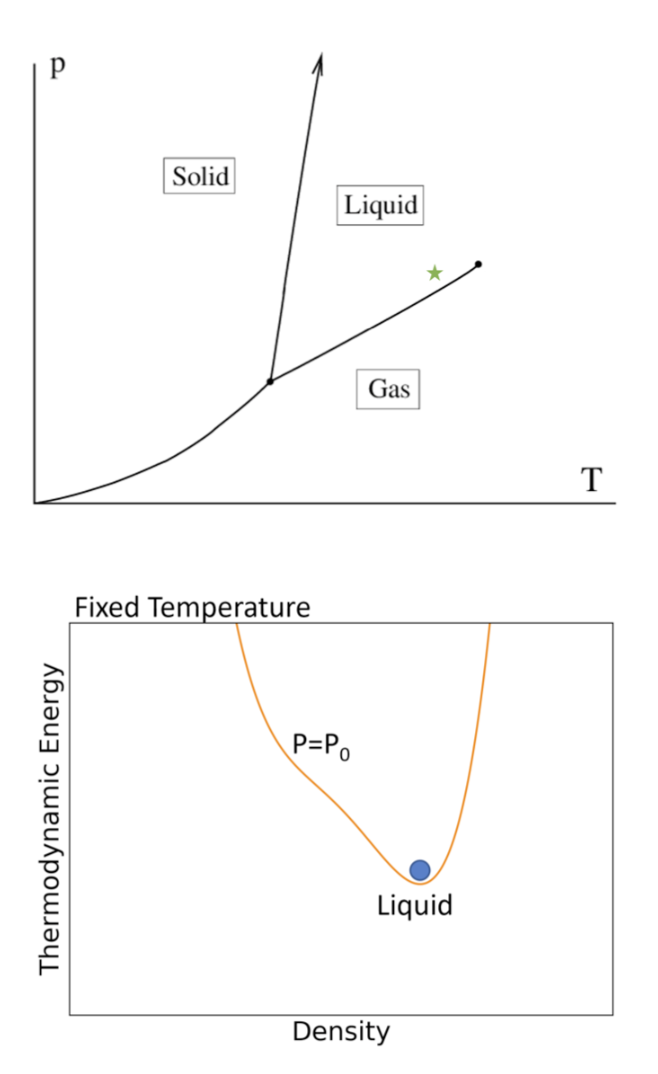 p
Solid
Liquid
Gas
T
Fixed Temperature
Thermodynamic Energy
P=P₀
Liquid
Density